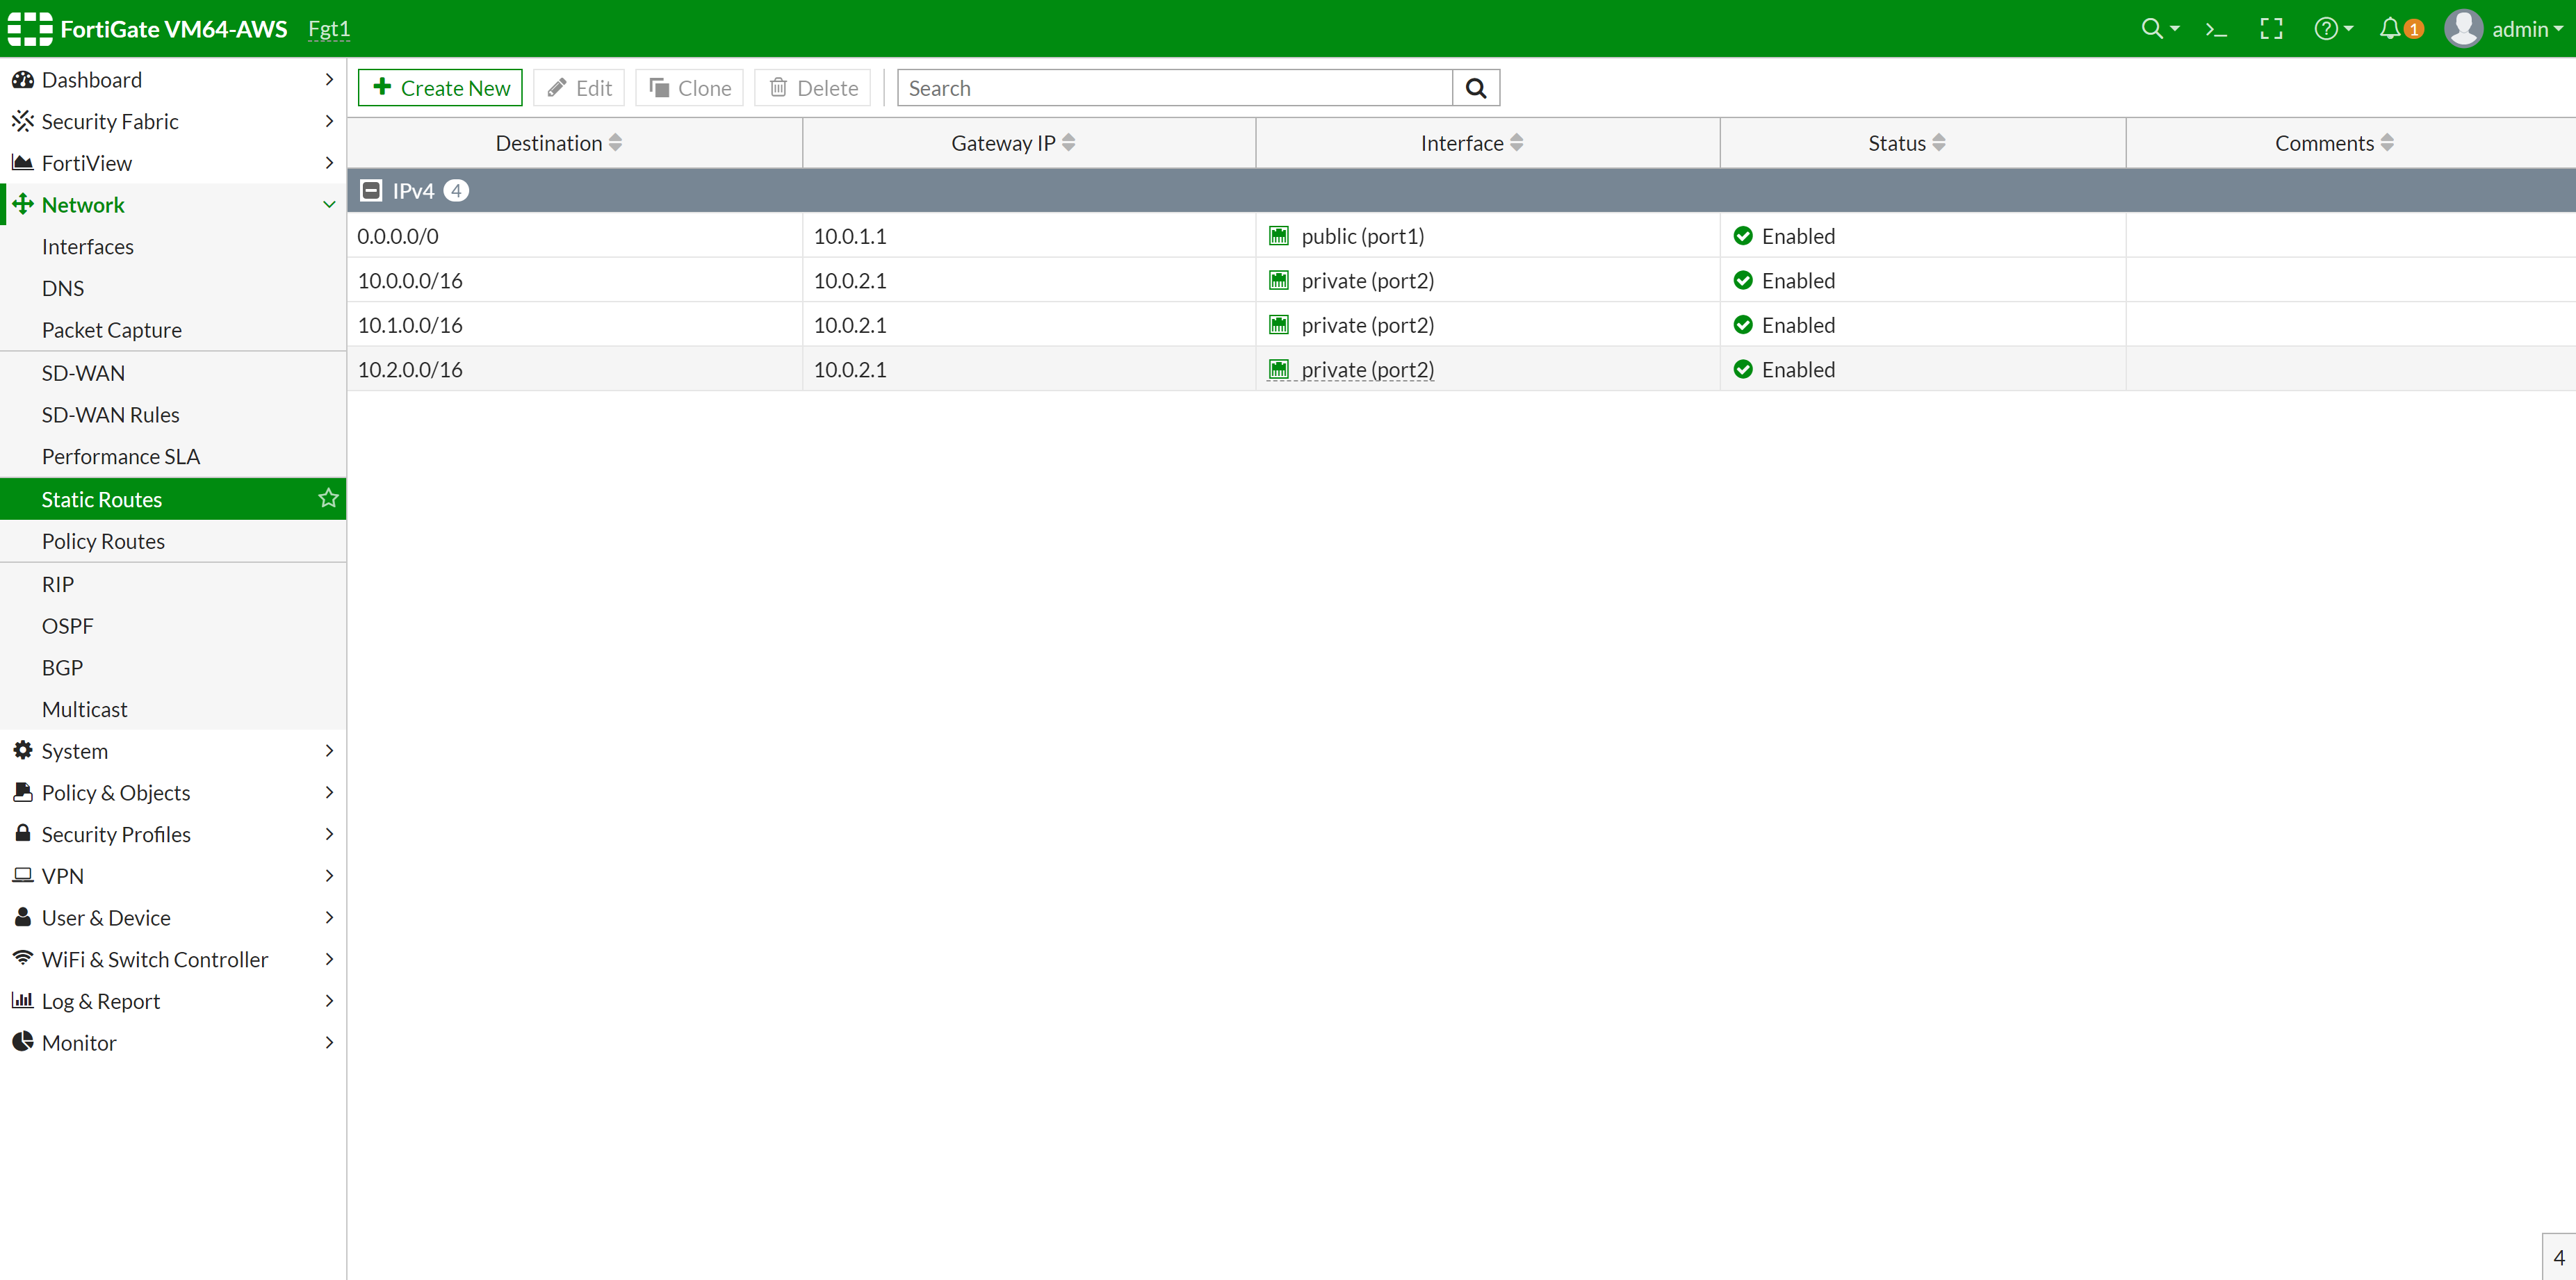 FortiGate VM64-AWS Fgt1
1 admin
Dashboard
Security Fabric
FortiView
Network
Interfaces
DNS
Packet Capture
SD-WAN
SD-WAN Rules
Performance SLA
Static Routes
Policy Routes
RIP
OSPF
BGP
Multicast
System
Policy & Objects
Security Profiles
VPN
User & Device
WiFi & Switch Controller
Log & Report
Monitor
Create New Edit Clone Delete Search
Destination Gateway IP Interface Status Comments
IPv4 4
0.0.0.0/0 10.0.1.1 public (port1) Enabled
10.0.0.0/16 10.0.2.1 private (port2) Enabled
10.1.0.0/16 10.0.2.1 private (port2) Enabled
10.2.0.0/16 10.0.2.1 private (port2) Enabled
4